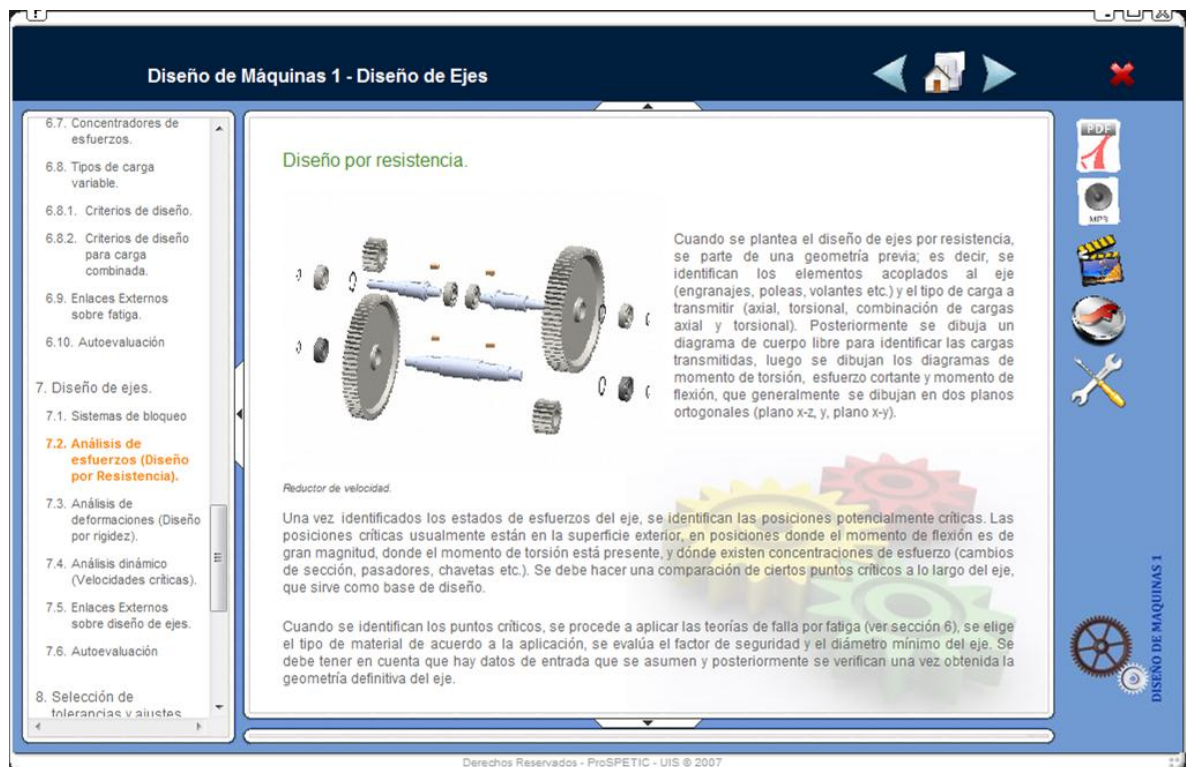 Diseño de Máquinas 1 - Diseño de Ejes
6.7. Concentradores de
esfuerzos.
6.8. Tipos de carga
variable.
6.8.1. Criterios de diseño.
6.8.2. Criterios de diseño
para carga
combinada.
6.9. Enlaces Externos
sobre fatiga.
6.10. Autoevaluación
7. Diseño de ejes.
7.1. Sistemas de bloqueo
7.2. Análisis de
esfuerzos (Diseño
por Resistencia).
7.3. Análisis de
deformaciones (Diseño
por rigidez).
7.4. Análisis dinámico
(Velocidades críticas).
7.5. Enlaces Externos
sobre diseño de ejes.
7.6. Autoevaluación
8. Selección de
tolerancias y ajustes
Diseño por resistencia.
Cuando se plantea el diseño de ejes por resistencia,
se parte de una geometría previa; es decir, se
identifican los elementos acoplados al eje
(engranajes, poleas, volantes etc.) y el tipo de carga a
transmitir (axial, torsional, combinación de cargas
axial y torsional). Posteriormente se dibuja un
diagrama de cuerpo libre para identificar las cargas
transmitidas, luego se dibujan los diagramas de
momento de torsión, esfuerzo cortante y momento de
flexión, que generalmente se dibujan en dos planos
ortogonales (plano x-z, y, plano x-y).
Reductor de velocidad.
Una vez identificados los estados de esfuerzos del eje, se identifican las posiciones potencialmente críticas. Las
posiciones críticas usualmente están en la superficie exterior, en posiciones donde el momento de flexión es de
gran magnitud, donde el momento de torsión está presente, y dónde existen concentraciones de esfuerzo (cambios
de sección, pasadores, chavetas etc.). Se debe hacer una comparación de ciertos puntos críticos a lo largo del eje,
que sirve como base de diseño.
Cuando se identifican los puntos críticos, se procede a aplicar las teorías de falla por fatiga (ver sección 6), se elige
el tipo de material de acuerdo a la aplicación, se evalúa el factor de seguridad y el diámetro mínimo del eje. Se
debe tener en cuenta que hay datos de entrada que se asumen y posteriormente se verifican una vez obtenida la
geometría definitiva del eje.
PDF
MP3
DISEÑO DE MAQUINAS 1
Derechos Reservados - ProSPETIC - UIS © 2007